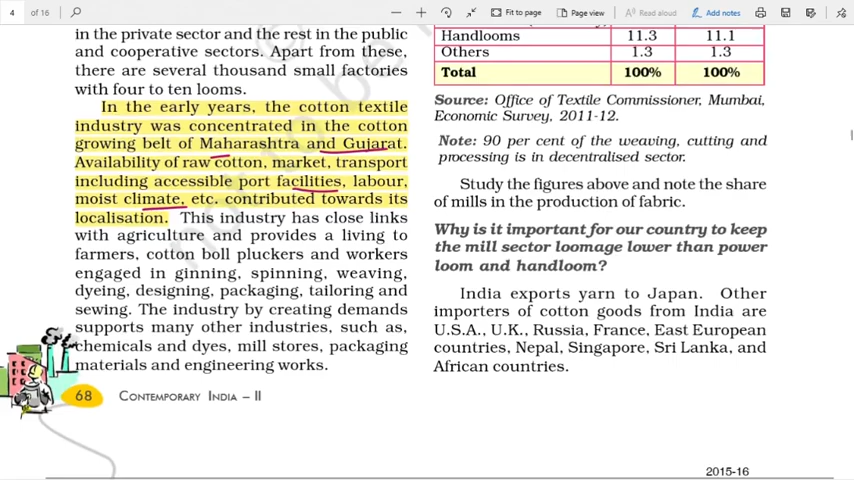 4 of 16 Fit to page Page view Read aloud Add notes
in the private sector and the rest in the public
and cooperative sectors. Apart from these,
there are several thousand small factories
with four to ten looms.
In the early years, the cotton textile
industry was concentrated in the cotton
growing belt of Maharashtra and Gujarat.
Availability of raw cotton, market, transport
including accessible port facilities, labour,
moist climate, etc. contributed towards its
localisation. This industry has close links
with agriculture and provides a living to
farmers, cotton boll pluckers and workers
engaged in ginning, spinning, weaving,
dyeing, designing, packaging, tailoring and
sewing. The industry by creating demands
supports many other industries, such as,
chemicals and dyes, mill stores, packaging
materials and engineering works.
68 CONTEMPORARY INDIA – II
Handlooms 11.3 11.1
Others 1.3 1.3
Total 100% 100%
Source: Office of Textile Commissioner, Mumbai,
Economic Survey, 2011-12.
Note: 90 per cent of the weaving, cutting and
processing is in decentralised sector.
Study the figures above and note the share
of mills in the production of fabric.
Why is it important for our country to keep
the mill sector loomage lower than power
loom and handloom?
India exports yarn to Japan. Other
importers of cotton goods from India are
U.S.A., U.K., Russia, France, East European
countries, Nepal, Singapore, Sri Lanka, and
African countries.
2015-16